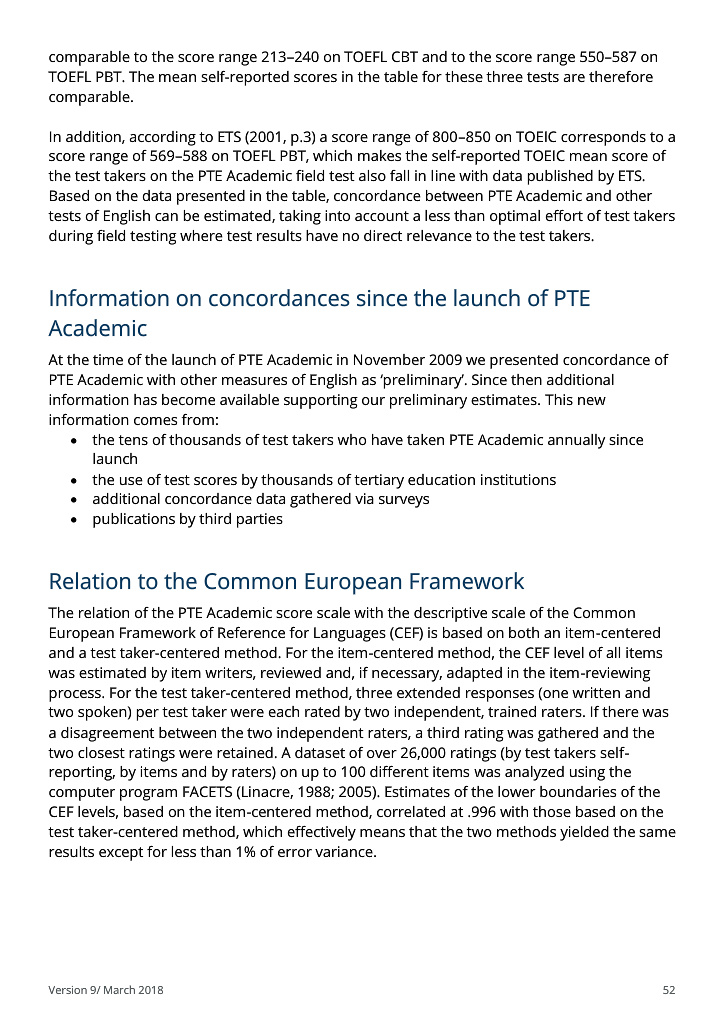 comparable to the score range 213–240 on TOEFL CBT and to the score range 550–587 on
TOEFL PBT. The mean self-reported scores in the table for these three tests are therefore
comparable.
In addition, according to ETS (2001, p.3) a score range of 800–850 on TOEIC corresponds to a
score range of 569–588 on TOEFL PBT, which makes the self-reported TOEIC mean score of
the test takers on the PTE Academic field test also fall in line with data published by ETS.
Based on the data presented in the table, concordance between PTE Academic and other
tests of English can be estimated, taking into account a less than optimal effort of test takers
during field testing where test results have no direct relevance to the test takers.
Information on concordances since the launch of PTE
Academic
At the time of the launch of PTE Academic in November 2009 we presented concordance of
PTE Academic with other measures of English as ‘preliminary’. Since then additional
information has become available supporting our preliminary estimates. This new
information comes from:
• the tens of thousands of test takers who have taken PTE Academic annually since
launch
• the use of test scores by thousands of tertiary education institutions
• additional concordance data gathered via surveys
• publications by third parties
Relation to the Common European Framework
The relation of the PTE Academic score scale with the descriptive scale of the Common
European Framework of Reference for Languages (CEF) is based on both an item-centered
and a test taker-centered method. For the item-centered method, the CEF level of all items
was estimated by item writers, reviewed and, if necessary, adapted in the item-reviewing
process. For the test taker-centered method, three extended responses (one written and
two spoken) per test taker were each rated by two independent, trained raters. If there was
a disagreement between the two independent raters, a third rating was gathered and the
two closest ratings were retained. A dataset of over 26,000 ratings (by test takers self-
reporting, by items and by raters) on up to 100 different items was analyzed using the
computer program FACETS (Linacre, 1988; 2005). Estimates of the lower boundaries of the
CEF levels, based on the item-centered method, correlated at .996 with those based on the
test taker-centered method, which effectively means that the two methods yielded the same
results except for less than 1% of error variance.
Version 9/ March 2018 52